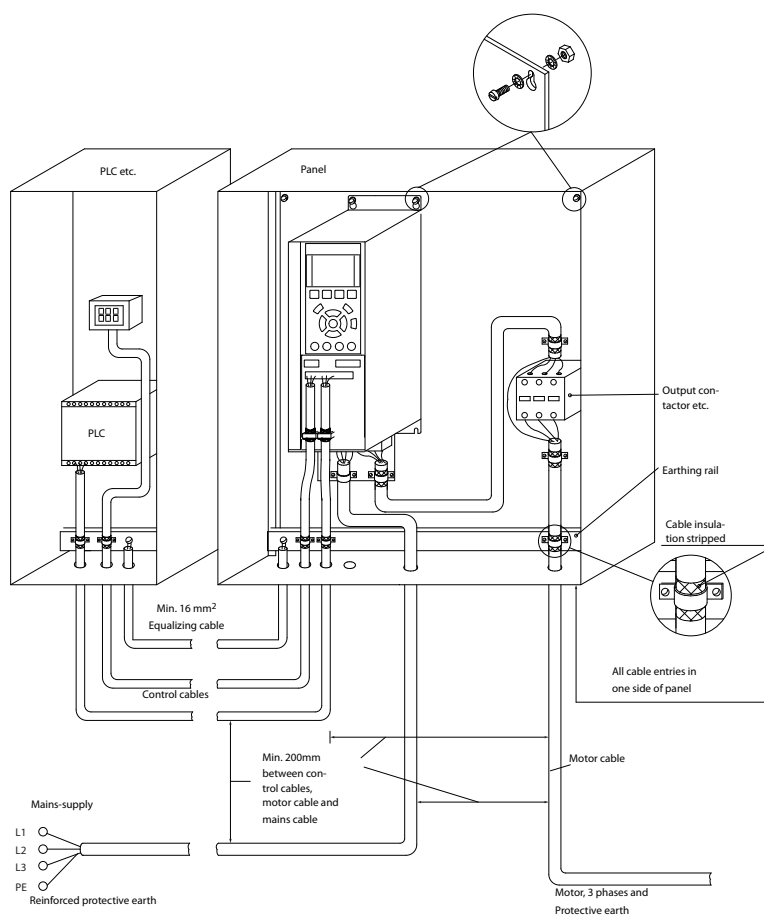 PLC etc.
Panel
PLC
Output con-
tactor etc.
Earthing rail
Cable insula-
tion stripped
Min. 16 mm²
Equalizing cable
All cable entries in
one side of panel
Control cables
Min. 200mm
between con-
trol cables,
motor cable and
mains cable
Motor cable
Mains-supply
L1
L2
L3
PE
Reinforced protective earth
Motor, 3 phases and
Protective earth